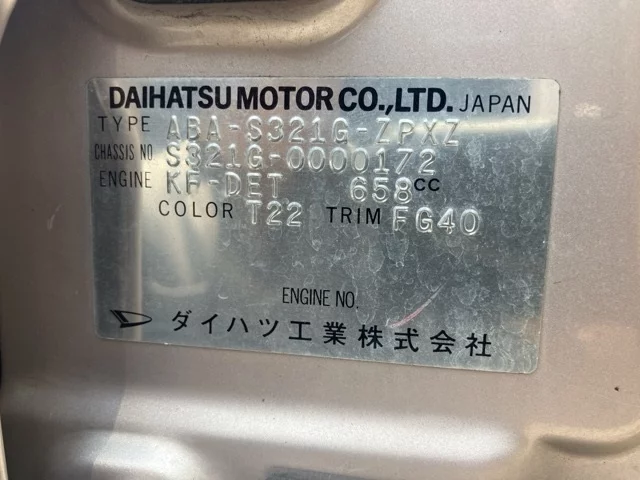 DAIHATSU MOTOR CO.,LTD. JAPAN
TYPE ABA-S321G-ZPXZ
CHASSIS NO S321G-0000172
ENGINE KF-DET 658CC
COLOR T22 TRIM FG40
ENGINE NO.
ダイハツ工業株式会社